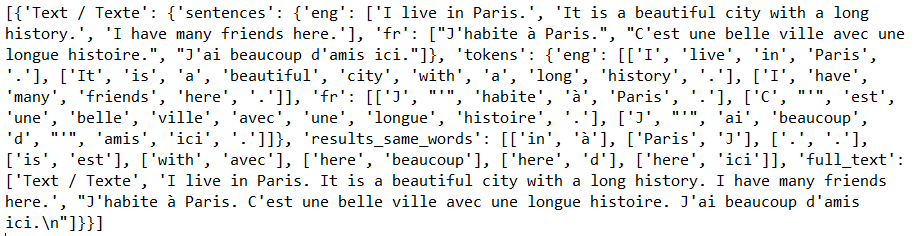 [{'Text / Texte': {'sentences': {'eng': ['I live in Paris.', 'It is a beautiful city with a long
history.', 'I have many friends here.'], 'fr': ["J'habite à Paris.", "C'est une belle ville avec une
longue histoire.", "J'ai beaucoup d'amis ici."]}, 'tokens': {'eng': [['I', 'live', 'in', 'Paris',
'.'], ['It', 'is', 'a', 'beautiful', 'city', 'with', 'a', 'long', 'history', '.'], ['I', 'have',
'many', 'friends', 'here', '.']], 'fr': [['J', "'", 'habite', 'à', 'Paris', '.'], ['C', "'", 'est',
'une', 'belle', 'ville', 'avec', 'une', 'longue', 'histoire', '.'], ['J', "'", 'ai', 'beaucoup',
'd', "'", 'amis', 'ici', '.']]}, 'results_same_words': [['in', 'à'], ['Paris', 'J'], ['.', '.'],
['is', 'est'], ['with', 'avec'], ['here', 'beaucoup'], ['here', 'd'], ['here', 'ici']], 'full_text':
['Text / Texte', 'I live in Paris. It is a beautiful city with a long history. I have many friends
here.', "J'habite à Paris. C'est une belle ville avec une longue histoire. J'ai beaucoup d'amis
ici.\n"]}}]